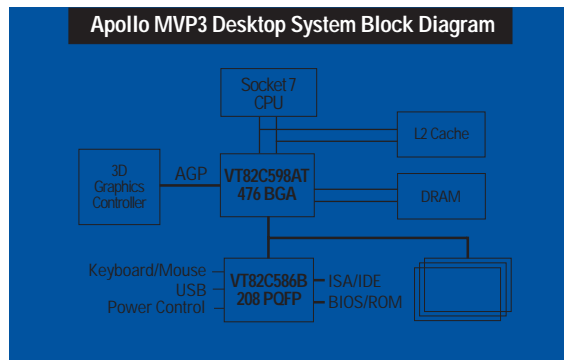 Apollo MVP3 Desktop System Block Diagram
Socket 7
CPU
L2 Cache
3D
Graphics
Controller
AGP
VT82C598AT
476 BGA
DRAM
Keyboard/Mouse
USB
Power Control
VT82C586B
208 PQFP
ISA/IDE
BIOS/ROM